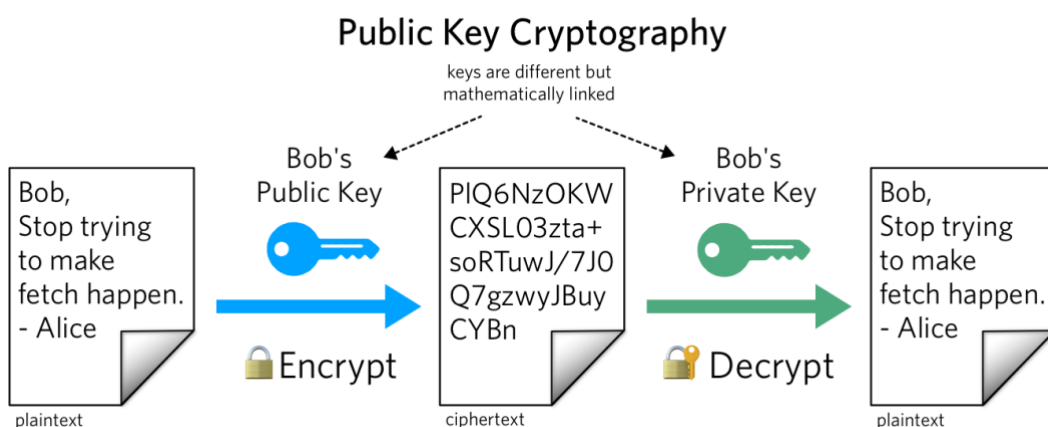 Public Key Cryptography
keys are different but
mathematically linked
Bob,
Stop trying
to make
fetch happen.
- Alice
plaintext
Bob's
Public Key
Encrypt
PlQ6NzOKW
CXSL03zta+
soRTuwJ/7J0
Q7gzwyJBuy
CYBn
ciphertext
Bob's
Private Key
Decrypt
Bob,
Stop trying
to make
fetch happen.
- Alice
plaintext